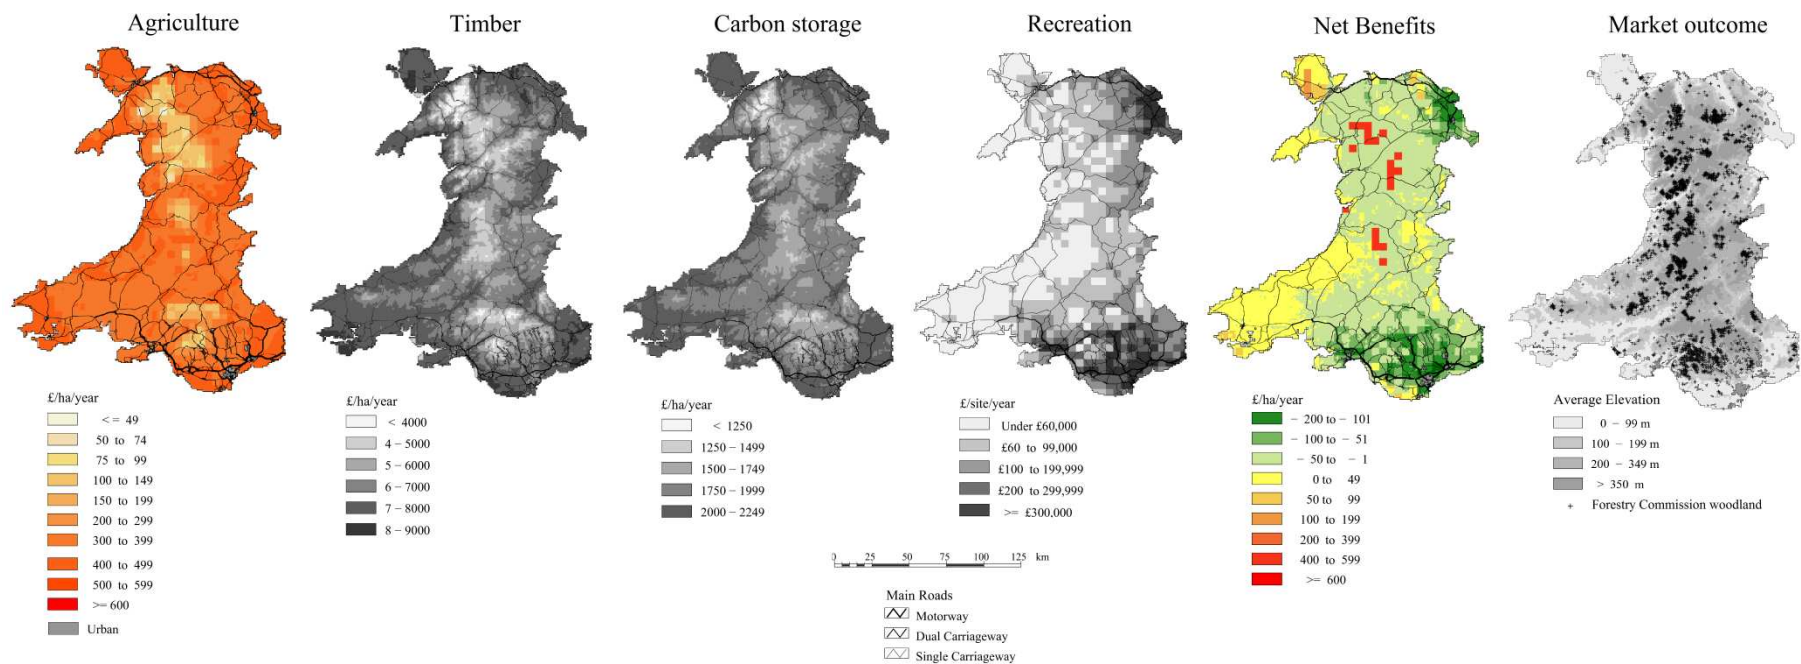 Agriculture
Timber
Carbon storage
Recreation
Net Benefits
Market outcome
£/ha/year
< = 49
50 to 74
75 to 99
100 to 149
150 to 199
200 to 299
300 to 399
400 to 499
500 to 599
>= 600
Urban
£/ha/year
< 4000
4 – 5000
5 – 6000
6 – 7000
7 – 8000
8 – 9000
£/ha/year
< 1250
1250 – 1499
1500 – 1749
1750 – 1999
2000 – 2249
£/site/year
Under £60,000
£60 to 99,000
£100 to 199,999
£200 to 299,999
>= £300,000
£/ha/year
– 200 to – 101
– 100 to – 51
– 50 to – 1
0 to 49
50 to 99
100 to 199
200 to 399
400 to 599
>= 600
Average Elevation
0 – 99 m
100 – 199 m
200 – 349 m
> 350 m
+ Forestry Commission woodland
0 25 50 75 100 125 km
Main Roads
Motorway
Dual Carriageway
Single Carriageway